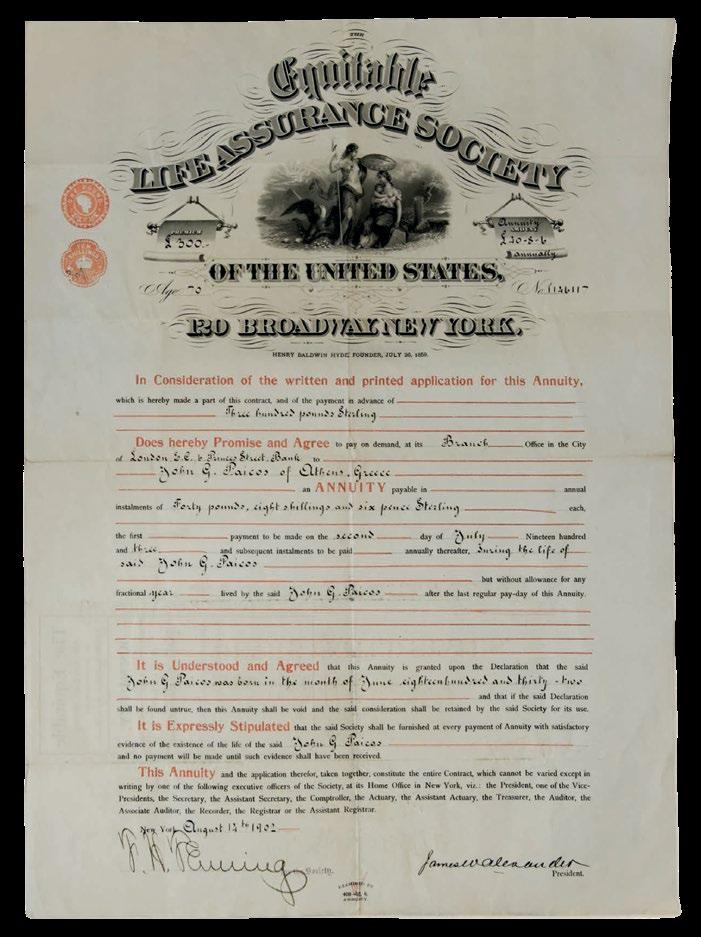 THE
Equitable
LIFE ASSURANCE SOCIETY
PREMIUM
£ 300.-
Annuity
£40-8-6
annually
OF THE UNITED STATES,
Age 70
No.
120 BROADWAY, NEW YORK,
HENRY BALDWIN HYDE, FOUNDER, JULY 26, 1859.
In Consideration of the written and printed application for this Annuity,
which is hereby made a part of this contract, and of the payment in advance of
Three hundred pounds Sterling
Does hereby Promise and Agree to pay on demand, at its Branch Office in the City
of London E.C. 6 Princes Street, Bank to
John G. Paicos of Athens, Greece
an ANNUITY payable in annual
instalments of Forty pounds, eight shillings and six pence Sterling each,
the first payment to be made on the second day of July Nineteen hundred
and three and subsequent instalments to be paid annually thereafter, during the life of
said John G. Paicos
but without allowance for any
fractional year lived by the said John G. Paicos after the last regular pay-day of this Annuity.
It is Understood and Agreed that this Annuity is granted upon the Declaration that the said
John G. Paicos was born in the month of June eighteenhundred and thirty-two
and that if the said Declaration
shall be found untrue, then this Annuity shall be void and the said consideration shall be retained by the said Society for its use.
It is Expressly Stipulated that the said Society shall be furnished at every payment of Annuity with satisfactory
evidence of the existence of the life of the said John G. Paicos
and no payment will be made until such evidence shall have been received.
This Annuity and the application therefor, taken together, constitute the entire Contract, which cannot be varied except in
writing by one of the following executive officers of the Society, at its Home Office in New York, viz.: the President, one of the Vice-
Presidents, the Secretary, the Assistant Secretary, the Comptroller, the Actuary, the Assistant Actuary, the Treasurer, the Auditor, the
Associate Auditor, the Recorder, the Registrar or the Assistant Registrar.
New York August 12th 1902
James W Alexander
President.
Society.
EXAMINED BY